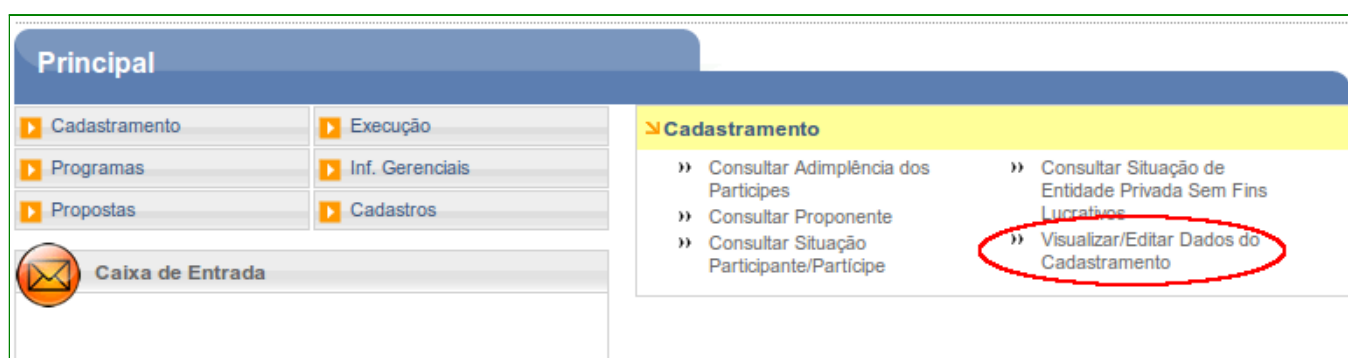 Principal
Cadastramento
Execução
Programas
Inf. Gerenciais
Propostas
Cadastros
Caixa de Entrada
Cadastramento
Consultar Adimplência dos
Participes
Consultar Proponente
Consultar Situação
Participante/Partícipe
Consultar Situação de
Entidade Privada Sem Fins
Lucrativos
Visualizar/Editar Dados do
Cadastramento